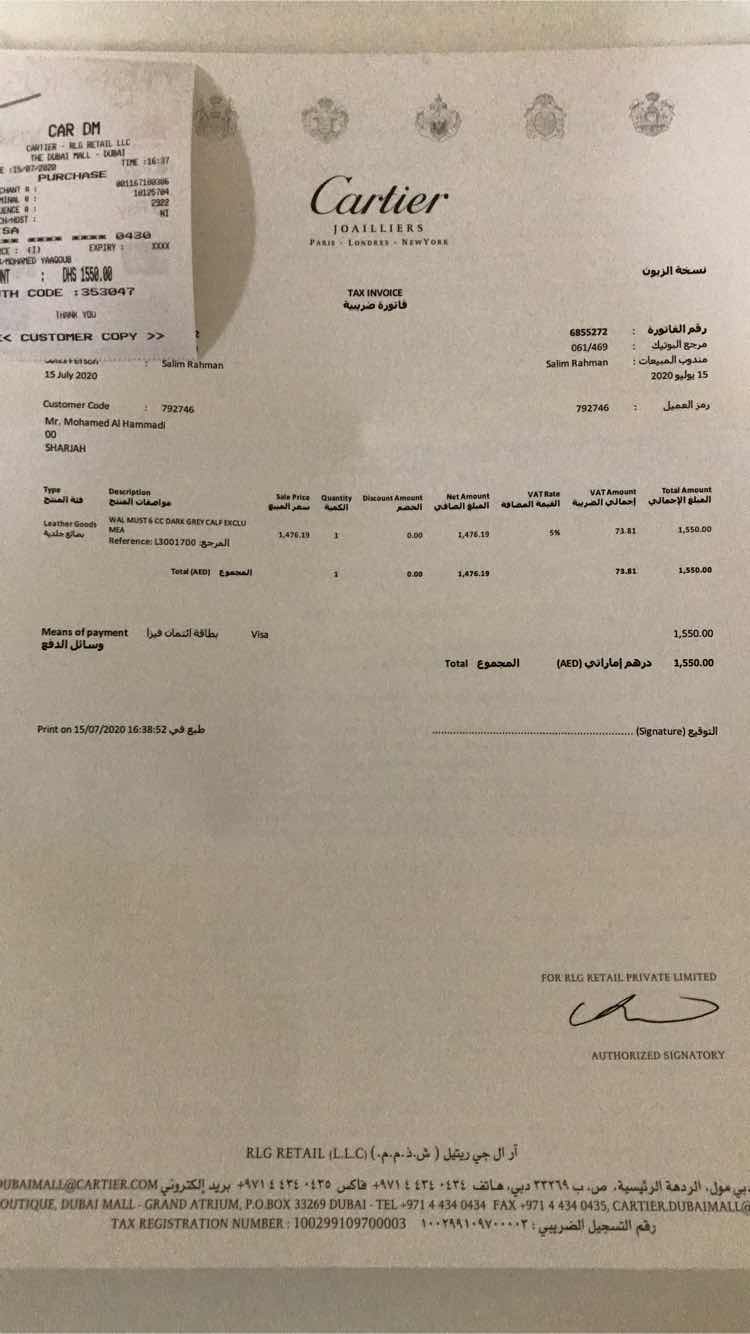 CAR DM
CARTIER - RLG RETAIL LLC
THE DUBAI MALL - DUBAI
E :15/07/2020 TIME :16:37
PURCHASE
CHANT # : 001167180306
MINAL # : 10125704
UENCE # : 2922
CH-HOST : NI
SA
**** **** **** 0430
CE : (I) EXPIRY : XXXX
/MOHAMED YAAQOUB
NT : DHS 1550.00
TH CODE :353047
THANK YOU
<< CUSTOMER COPY >>
Cartier
JOAILLIERS
PARIS - LONDRES - NEWYORK
نسخة الزبون
TAX INVOICE
فاتورة ضريبية
رقم الفاتورة : 6855272
مرجع البوتيك : 061/469
Sales Person : Salim Rahman
مندوب المبيعات : Salim Rahman
15 July 2020
15 يوليو 2020
Customer Code : 792746
رمز العميل : 792746
Mr. Mohamed Al Hammadi
00
SHARJAH
Type Description Sale Price Quantity Discount Amount Net Amount VAT Rate VAT Amount Total Amount
فئة المنتج مواصفات المنتج سعر المبيع الكمية الخصم المبلغ الصافي القيمة المضافة إجمالي الضريبة المبلغ الإجمالي
Leather Goods WAL MUST 6 CC DARK GREY CALF EXCLU
بضائع جلدية MEA 1,476.19 1 0.00 1,476.19 5% 73.81 1,550.00
Reference: L3001700 :المرجع
Total (AED) المجموع 1 0.00 1,476.19 73.81 1,550.00
Means of payment بطاقة ائتمان فيزا Visa 1,550.00
وسائل الدفع
Total المجموع (AED) درهم إماراتي 1,550.00
Print on 15/07/2020 16:38:52 طبع في
(Signature) التوقيع
FOR RLG RETAIL PRIVATE LIMITED
AUTHORIZED SIGNATORY
RLG RETAIL (L.L.C) (.آر ال جي ريتيل ( ش.ذ.م.م
دبي مول، الردهة الرئيسية، ص. ب ٣٣٢٦٩ دبي، هاتف ٠٤٣٤ ٤٣٤ ٤ ٩٧١+ فاكس ٠٤٣٥ ٤٣٤ ٤ ٩٧١+ بريد إلكتروني DUBAIMALL@CARTIER.COM
OUTIQUE, DUBAI MALL - GRAND ATRIUM, P.O.BOX 33269 DUBAI - TEL +971 4 434 0434 FAX +971 4 434 0435, CARTIER.DUBAIMALL@
TAX REGISTRATION NUMBER : 100299109700003 رقم التسجيل الضريبي : ١٠٠٢٩٩١٠٩٧٠٠٠٠٣